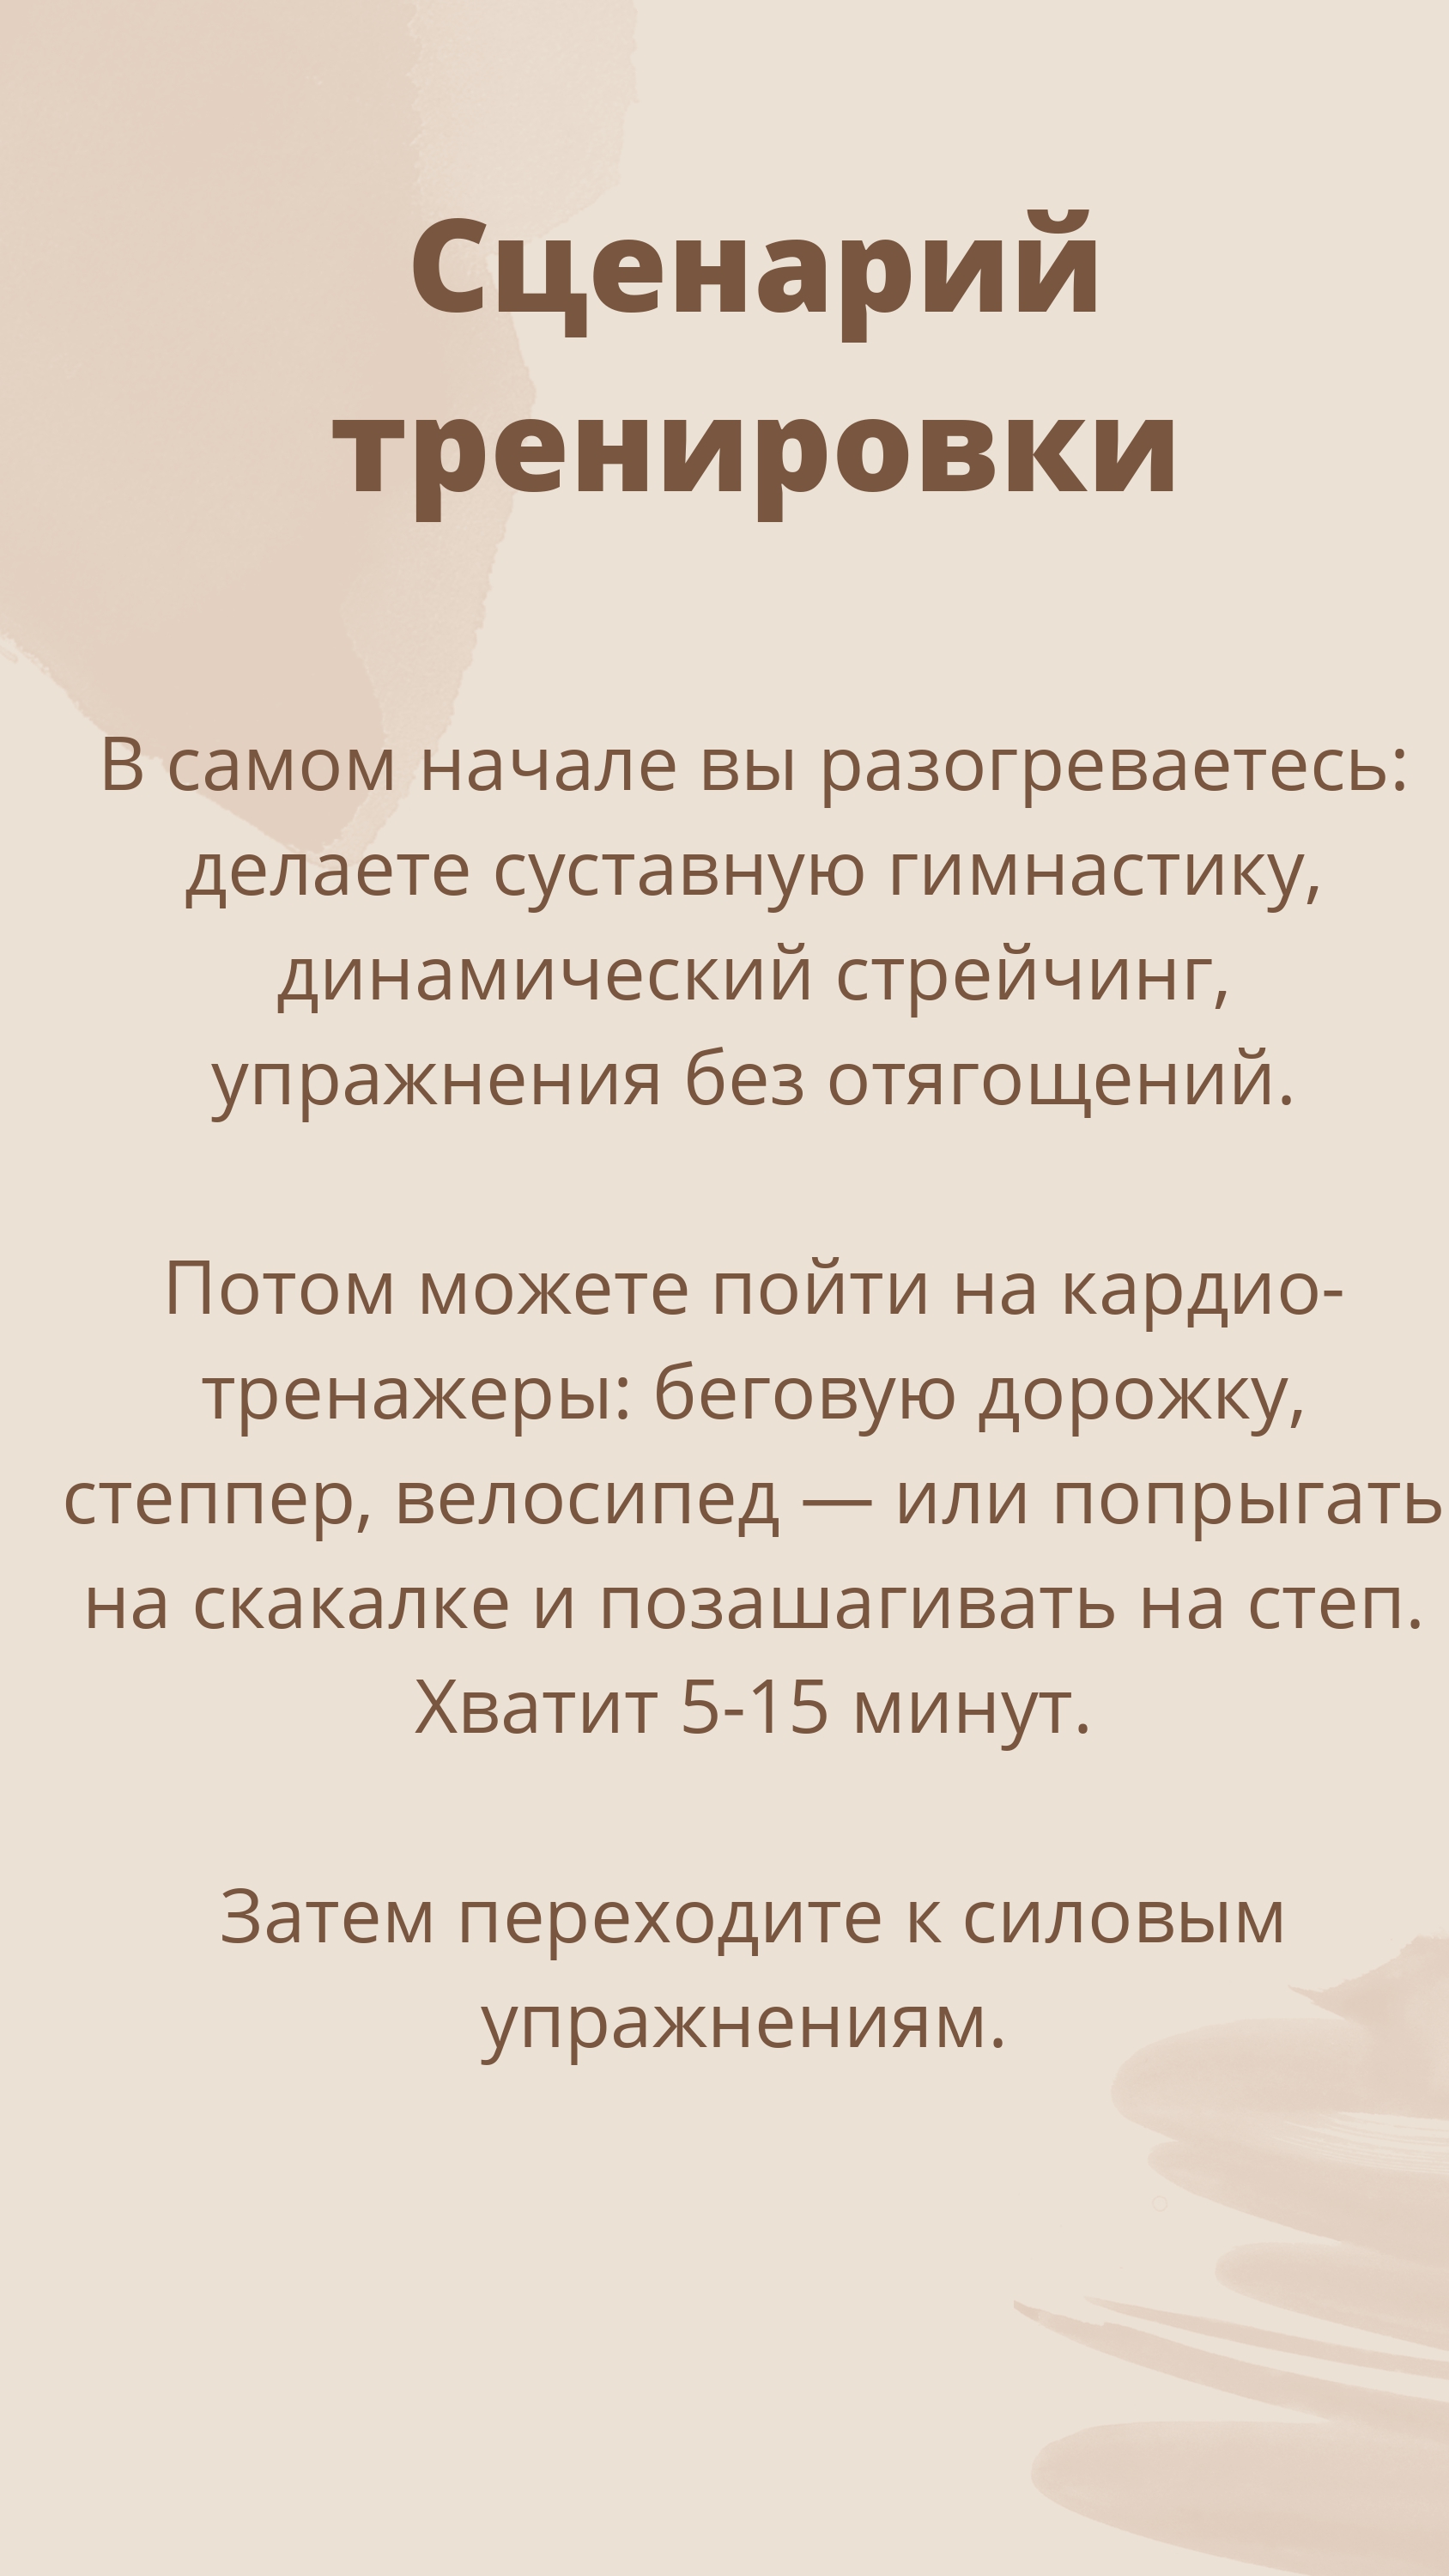 Сценарий
тренировки
В самом начале вы разогреваетесь:
делаете суставную гимнастику,
динамический стрейчинг,
упражнения без отягощений.
Потом можете пойти на кардио-
тренажеры: беговую дорожку,
степпер, велосипед — или попрыгать
на скакалке и позашагивать на степ.
Хватит 5-15 минут.
Затем переходите к силовым
упражнениям.